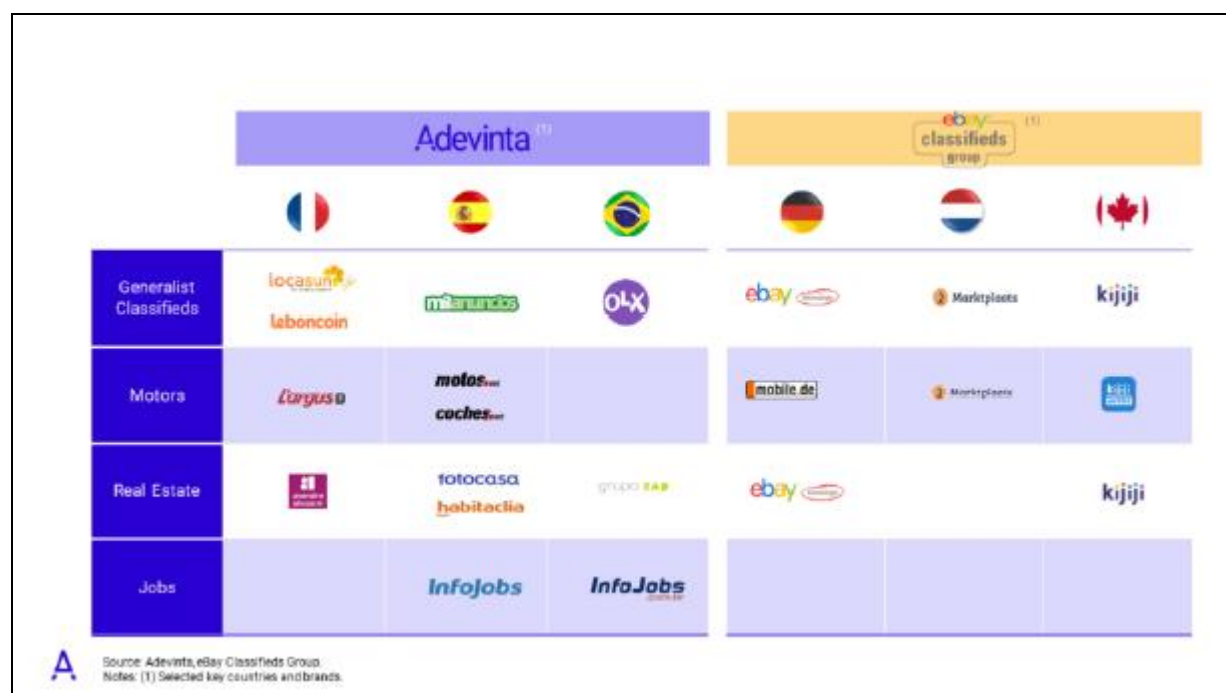 Adevinta (1)
ebay (1)
classifieds
group
Generalist
Classifieds
locasun
leboncoin
milanuncios
OLX
ebay
Marktplaats
kijiji
Motors
L'argus
motos.net
coches.net
mobile.de
Marktplaats
kijiji
Real Estate
fotocasa
habitaclia
grupo ZAP
ebay
kijiji
Jobs
InfoJobs
InfoJobs
A
Source: Adevinta, eBay Classifieds Group.
Notes: (1) Selected key countries and brands.